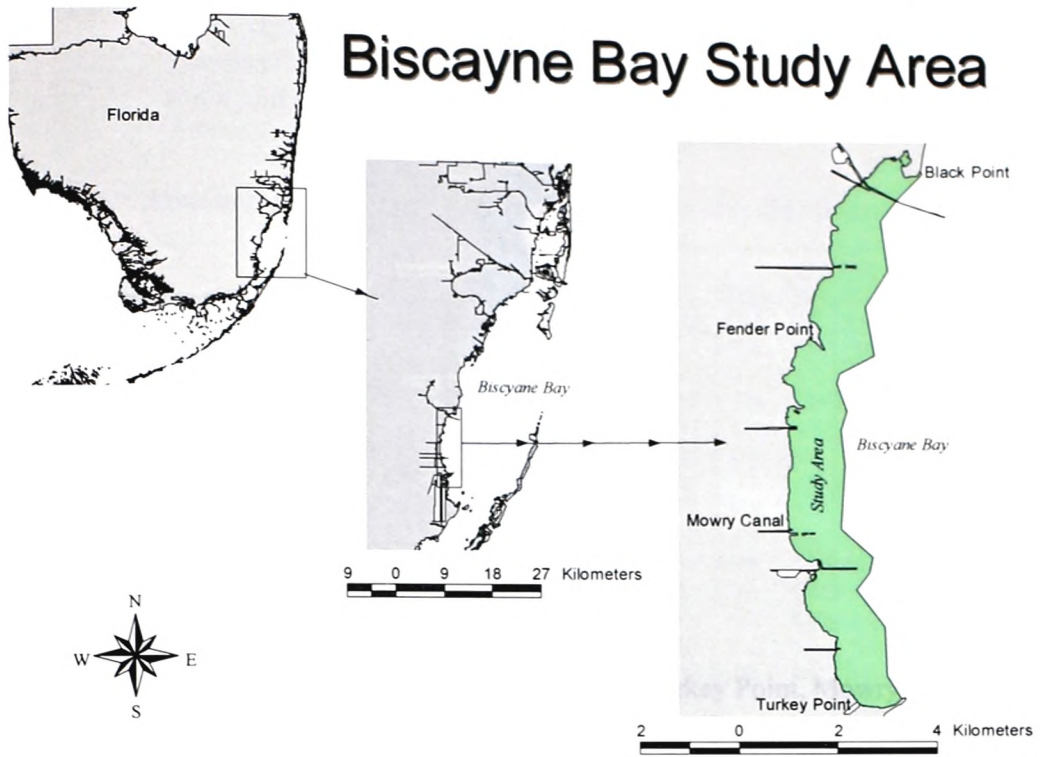 Biscayne Bay Study Area
Florida
Black Point
Fender Point
Biscyane Bay
Study Area
Biscyane Bay
Mowry Canal
9 0 9 18 27 Kilometers
N
W E
S
Turkey Point
2 0 2 4 Kilometers